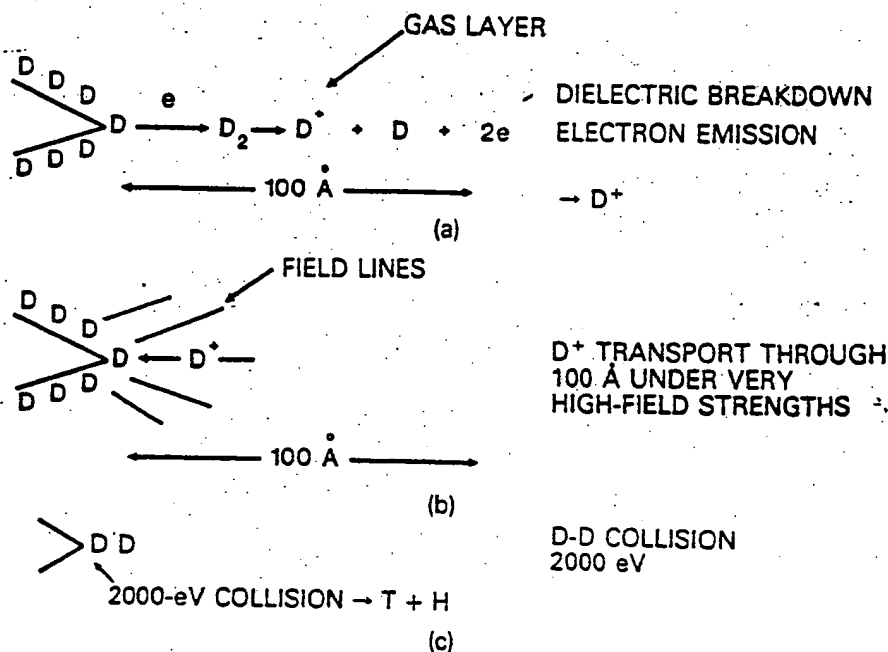 GAS LAYER
D D D D e D₂ → D⁺ + D + 2e
D D D
DIELECTRIC BREAKDOWN
ELECTRON EMISSION
100 Å
→ D⁺
(a)
FIELD LINES
D D D D D⁺
D D D
D⁺ TRANSPORT THROUGH
100 Å UNDER VERY
HIGH-FIELD STRENGTHS
100 Å
(b)
D D
D-D COLLISION
2000 eV
2000-eV COLLISION → T + H
(c)